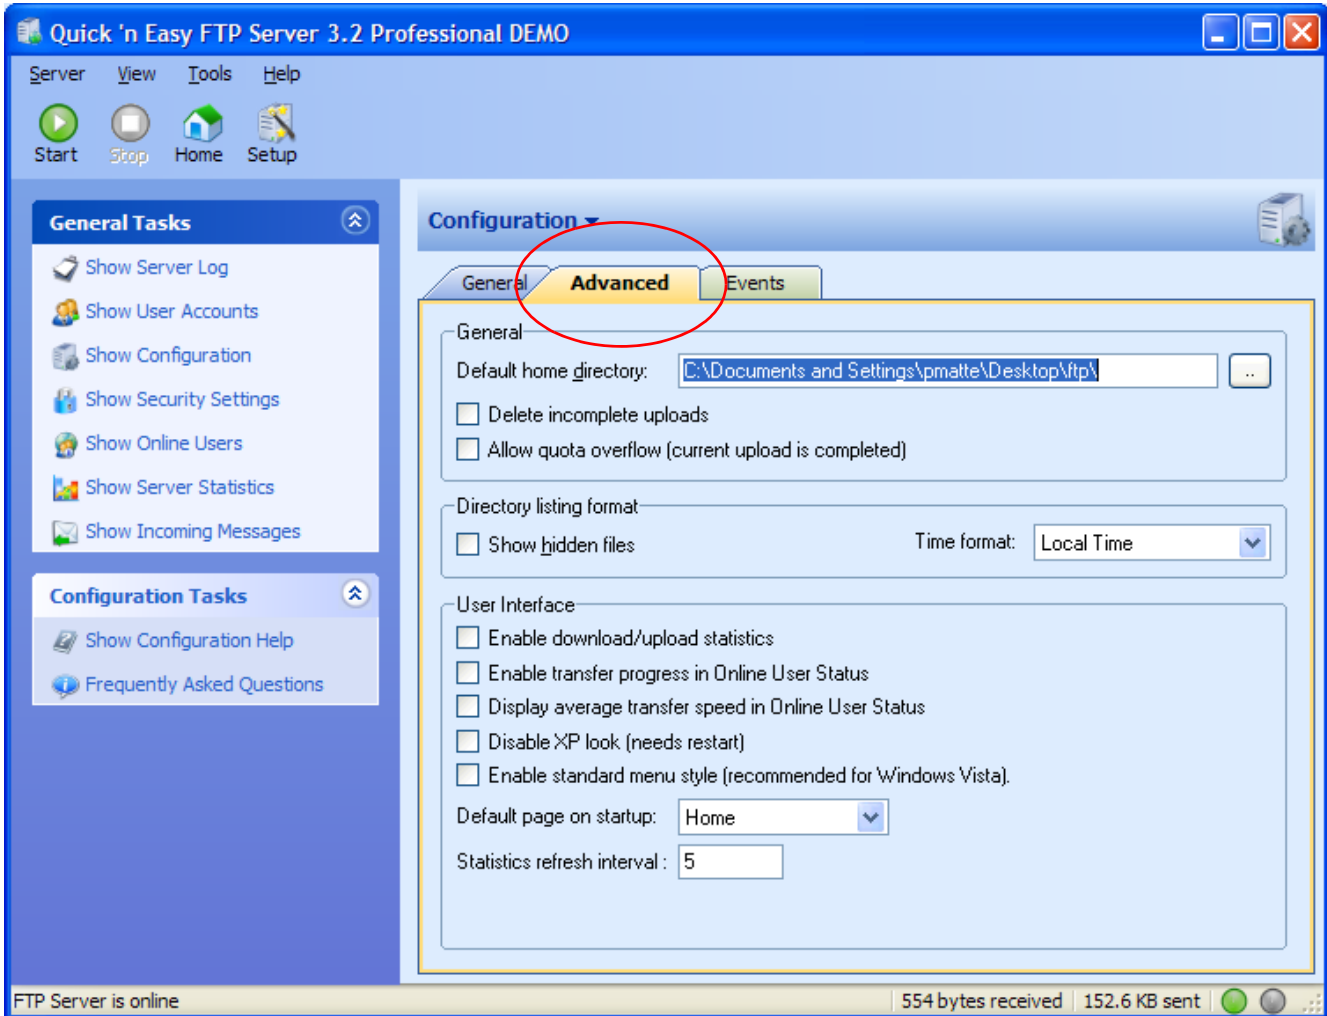 Quick 'n Easy FTP Server 3.2 Professional DEMO
Server View Tools Help
Start Stop Home Setup
General Tasks
Show Server Log
Show User Accounts
Show Configuration
Show Security Settings
Show Online Users
Show Server Statistics
Show Incoming Messages
Configuration Tasks
Show Configuration Help
Frequently Asked Questions
Configuration
General Advanced Events
General
Default home directory: C:\Documents and Settings\pmatte\Desktop\ftp\ ..
Delete incomplete uploads
Allow quota overflow (current upload is completed)
Directory listing format
Show hidden files Time format: Local Time
User Interface
Enable download/upload statistics
Enable transfer progress in Online User Status
Display average transfer speed in Online User Status
Disable XP look (needs restart)
Enable standard menu style (recommended for Windows Vista).
Default page on startup: Home
Statistics refresh interval : 5
FTP Server is online 554 bytes received 152.6 KB sent